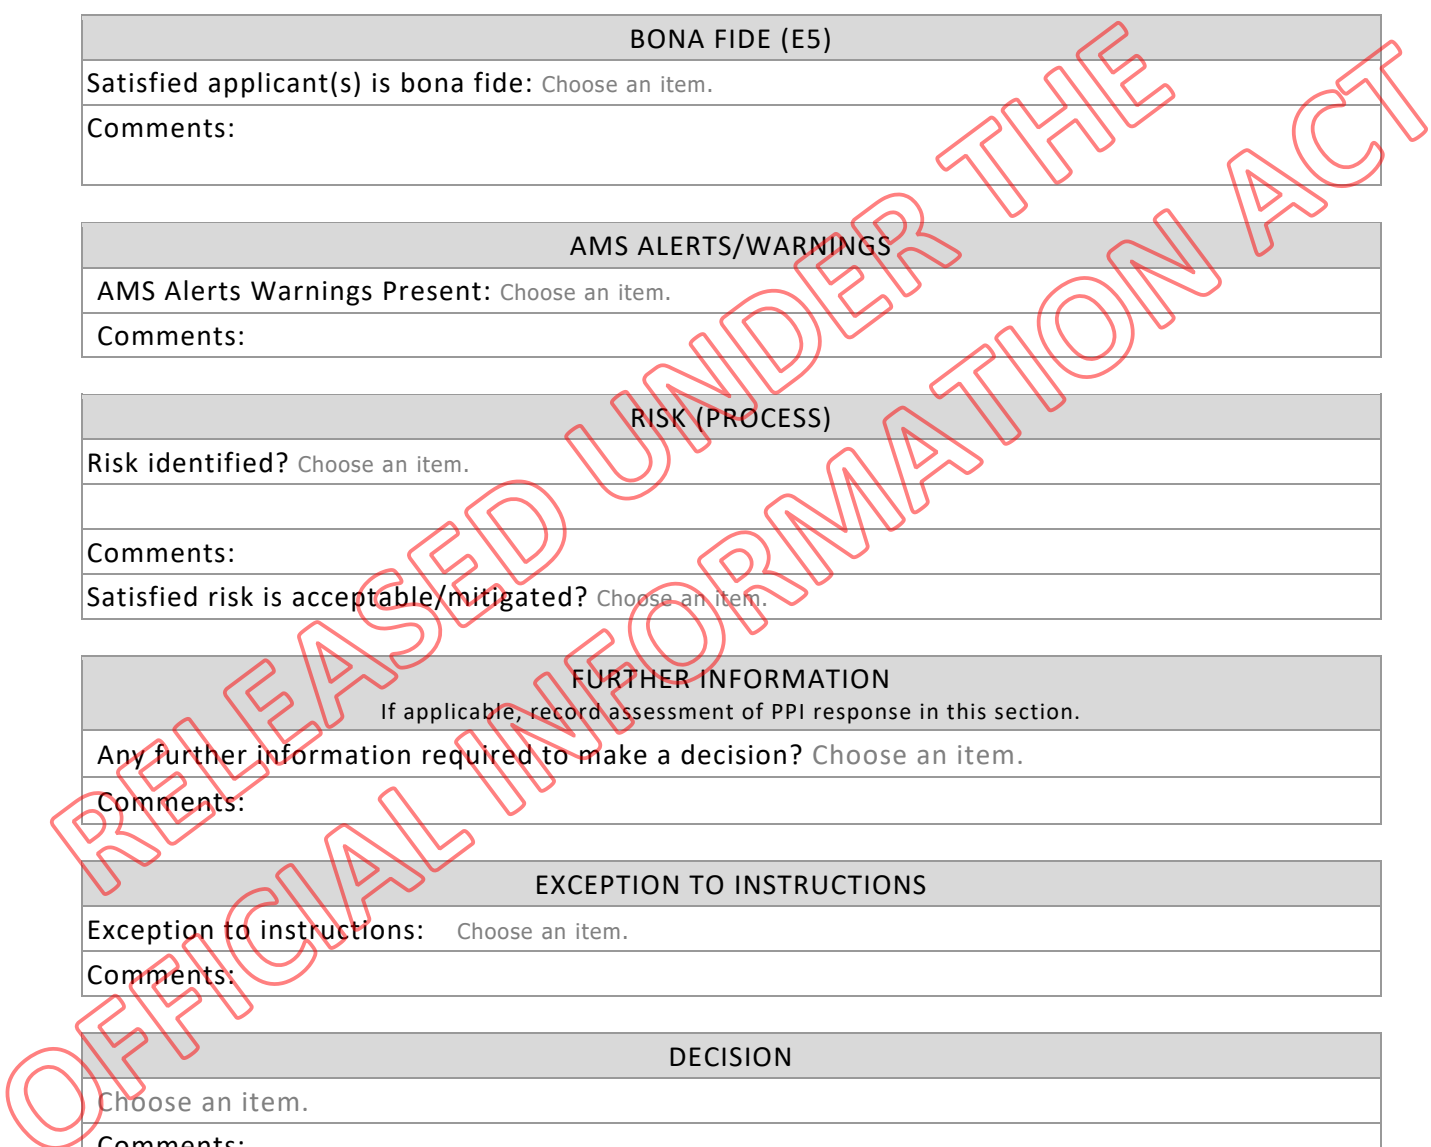 BONA FIDE (E5)
Satisfied applicant(s) is bona fide: Choose an item.
Comments:
AMS ALERTS/WARNINGS
AMS Alerts Warnings Present: Choose an item.
Comments:
RISK (PROCESS)
Risk identified? Choose an item.
Comments:
Satisfied risk is acceptable/mitigated? Choose an item.
FURTHER INFORMATION
If applicable, record assessment of PPI response in this section.
Any further information required to make a decision? Choose an item.
Comments:
EXCEPTION TO INSTRUCTIONS
Exception to instructions: Choose an item.
Comments:
DECISION
Choose an item.
Comments:
RELEASED UNDER THE
OFFICIAL INFORMATION ACT